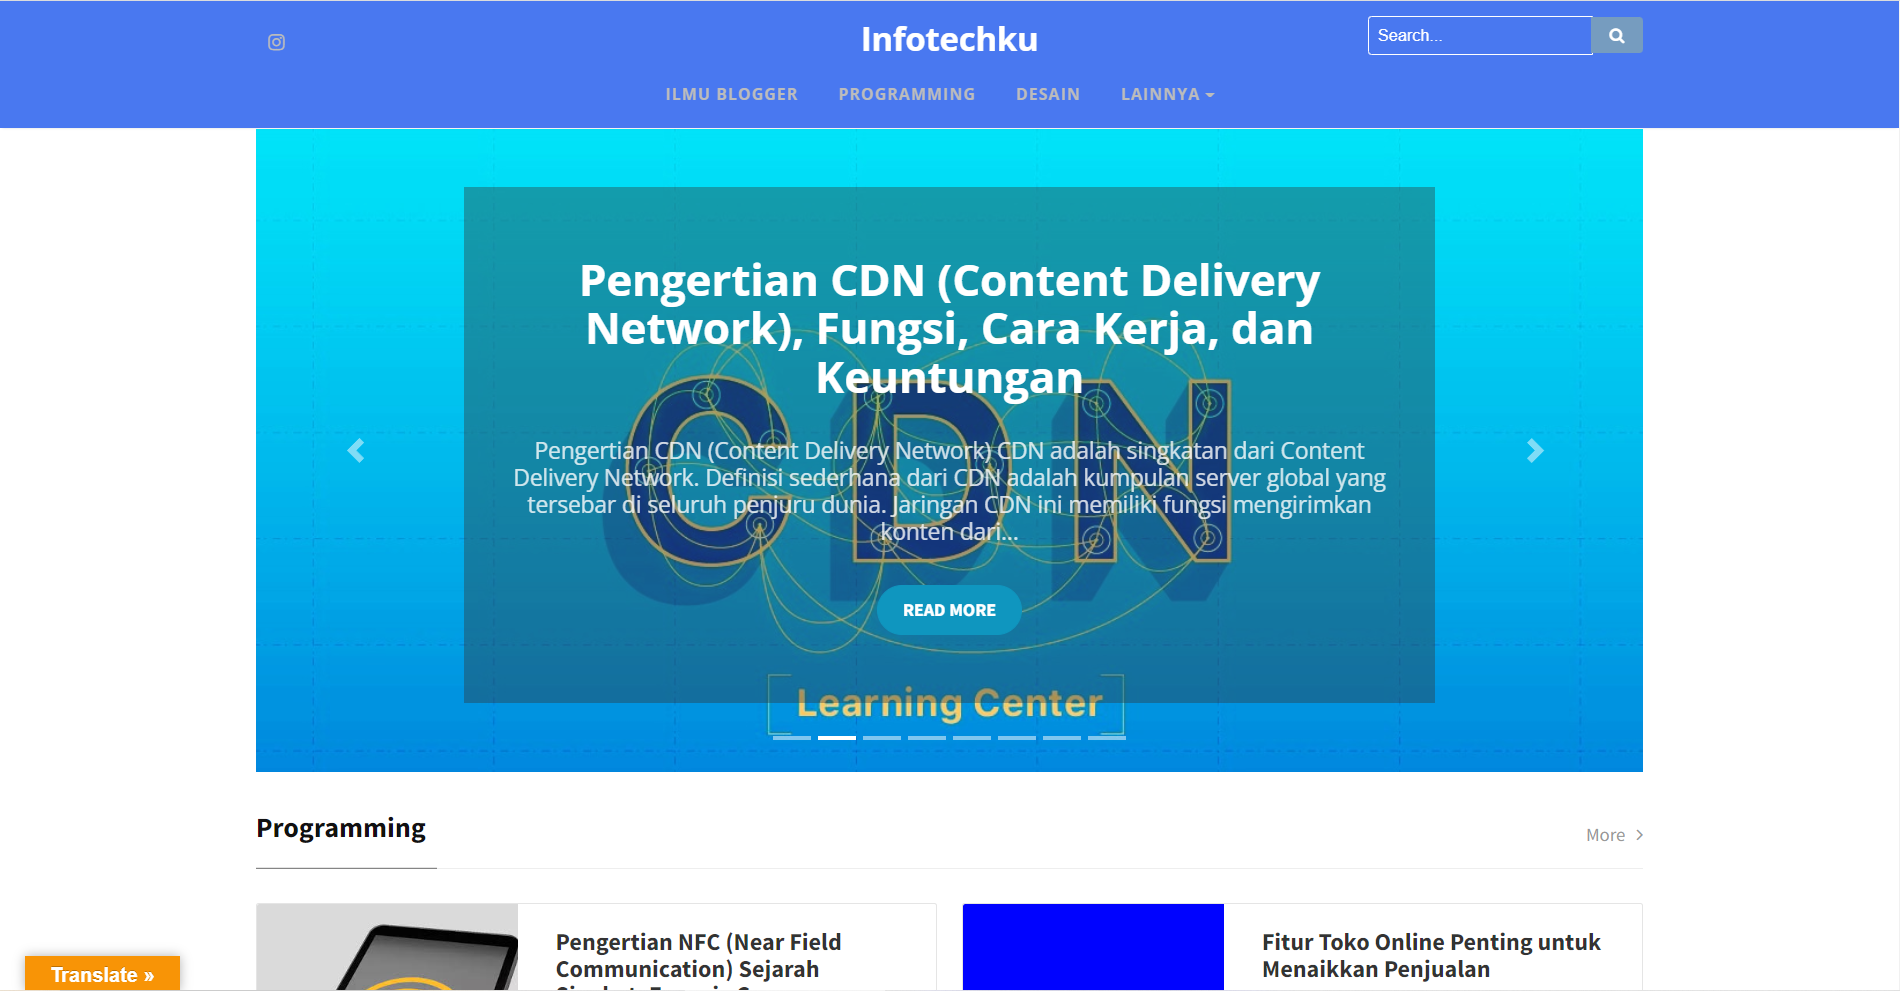 Infotechku
Search...
ILMU BLOGGER
PROGRAMMING
DESAIN
LAINNYA
Pengertian CDN (Content Delivery
Network), Fungsi, Cara Kerja, dan
Keuntungan
CDN
Pengertian CDN (Content Delivery Network) CDN adalah singkatan dari Content
Delivery Network. Definisi sederhana dari CDN adalah kumpulan server global yang
tersebar di seluruh penjuru dunia. Jaringan CDN ini memiliki fungsi mengirimkan
konten dari...
READ MORE
Learning Center
Programming
More
Pengertian NFC (Near Field
Communication) Sejarah
Fitur Toko Online Penting untuk
Menaikkan Penjualan
Translate »